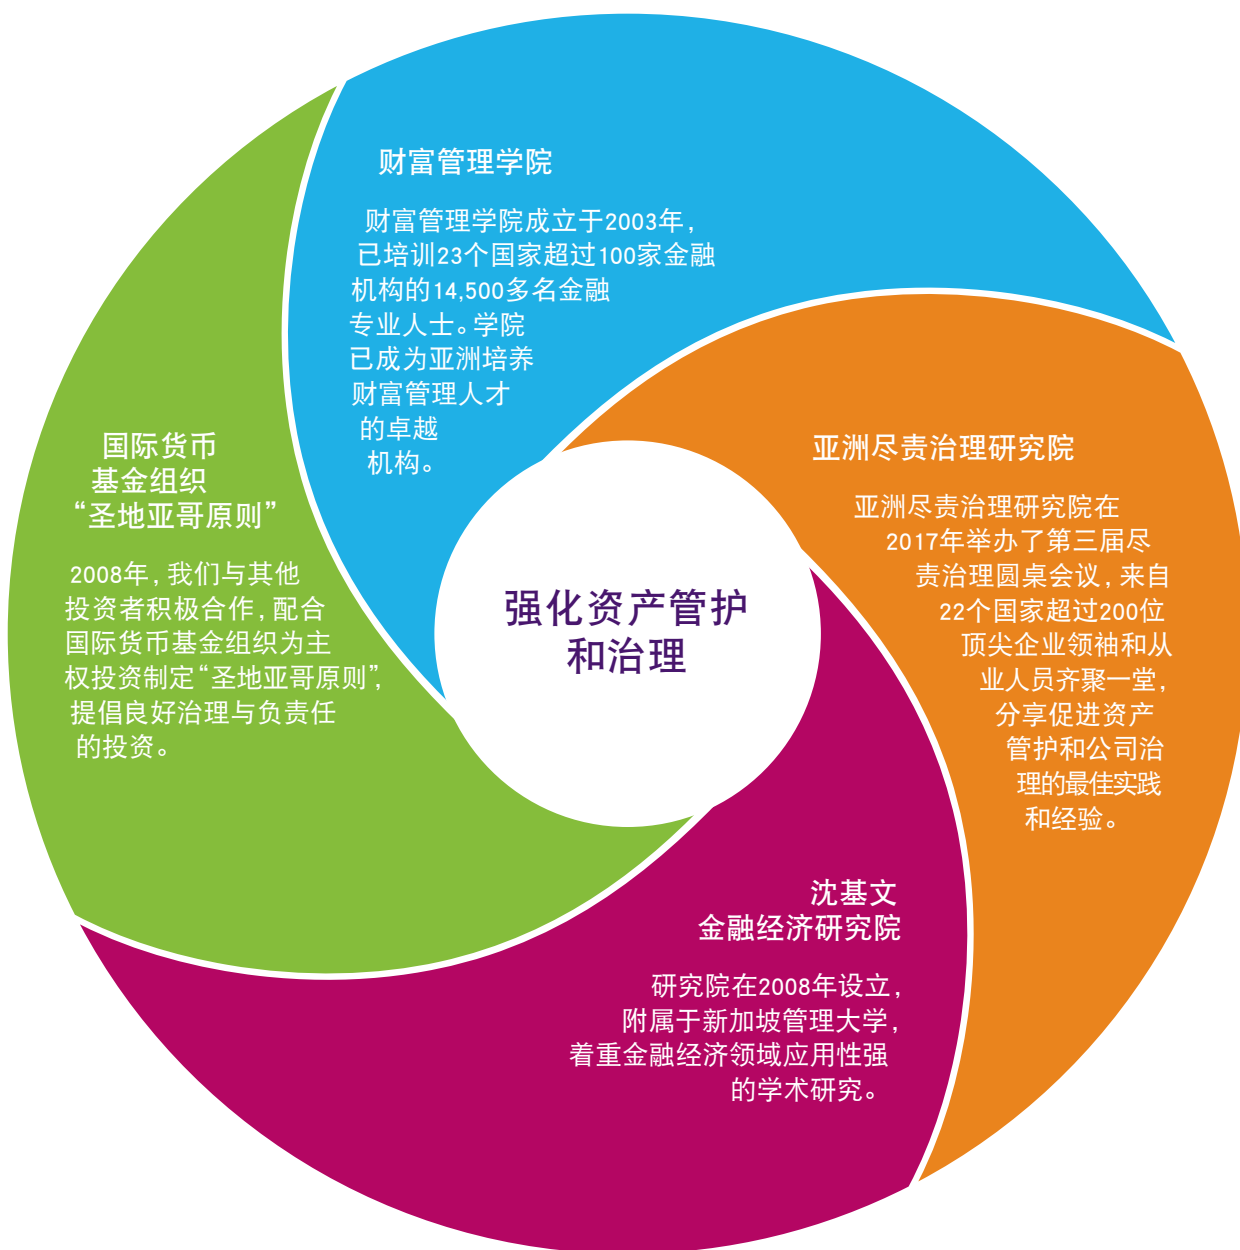 财富管理学院
财富管理学院成立于2003年，
已培训23个国家超过100家金融
机构的14,500多名金融
专业人士。学院
已成为亚洲培养
财富管理人才
的卓越
机构。
亚洲尽责治理研究院
亚洲尽责治理研究院在
2017年举办了第三届尽
责治理圆桌会议，来自
22个国家超过200位
顶尖企业领袖和从
业人员齐聚一堂，
分享促进资产
管护和公司治
理的最佳实践
和经验。
沈基文
金融经济研究院
研究院在2008年设立，
附属于新加坡管理大学，
着重金融经济领域应用性强
的学术研究。
国际货币
基金组织
“圣地亚哥原则”
2008年，我们与其他
投资者积极合作，配合
国际货币基金组织为主
权投资制定“圣地亚哥原则”，
提倡良好治理与负责任
的投资。
强化资产管护
和治理